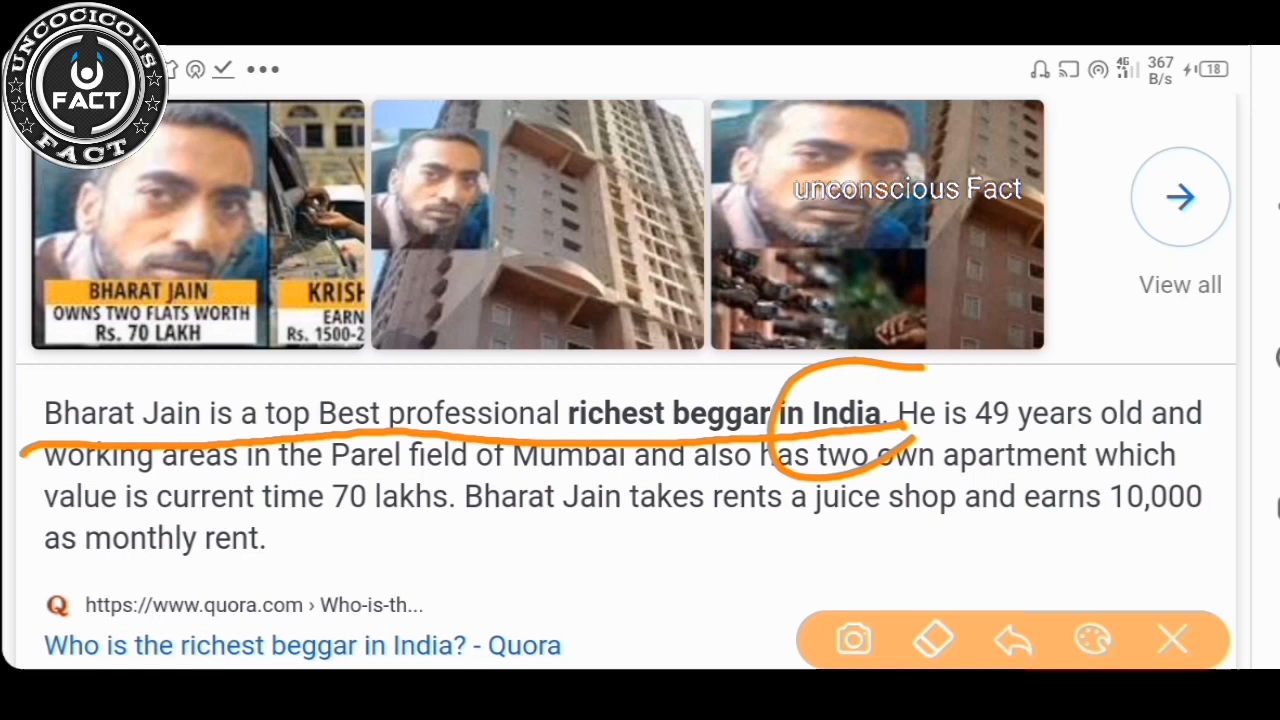 UNCOCICOUS
FACT
FACT
4G
367
B/s
18
BHARAT JAIN
OWNS TWO FLATS WORTH
Rs. 70 LAKH
KRISH
EARN
Rs. 1500-2
unconscious Fact
View all
Bharat Jain is a top Best professional richest beggar in India. He is 49 years old and
working areas in the Parel field of Mumbai and also has two own apartment which
value is current time 70 lakhs. Bharat Jain takes rents a juice shop and earns 10,000
as monthly rent.
Q https://www.quora.com › Who-is-th...
Who is the richest beggar in India? - Quora